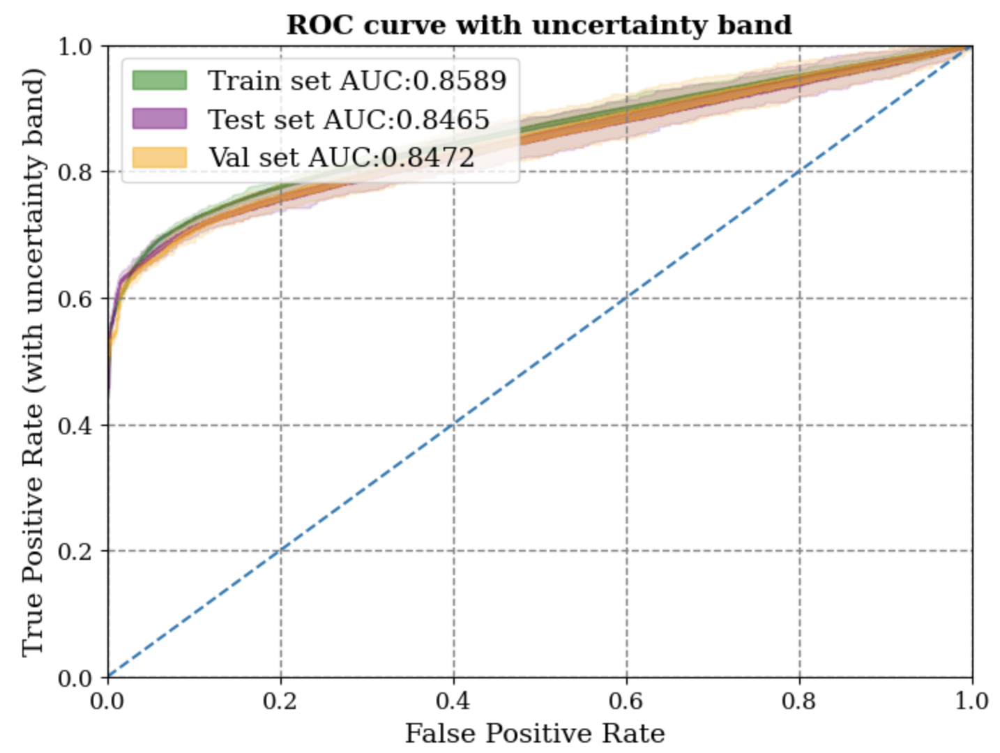 ROC curve with uncertainty band
True Positive Rate (with uncertainty band)
1.0
0.8
0.6
0.4
0.2
0.0
Train set AUC:0.8589
Test set AUC:0.8465
Val set AUC:0.8472
0.0 0.2 0.4 0.6 0.8 1.0
False Positive Rate